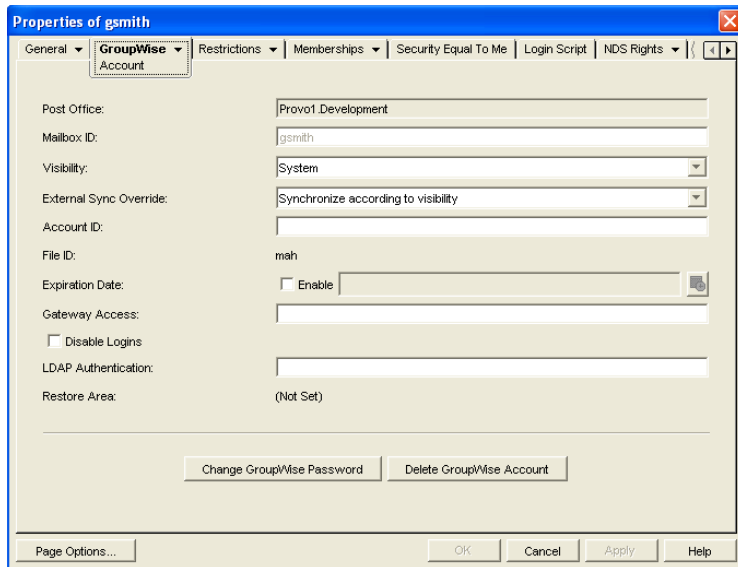 Properties of gsmith
General GroupWise Restrictions Memberships Security Equal To Me Login Script NDS Rights
Account
Post Office: Provo1.Development
Mailbox ID: gsmith
Visibility: System
External Sync Override: Synchronize according to visibility
Account ID:
File ID: mah
Expiration Date: Enable
Gateway Access:
Disable Logins
LDAP Authentication:
Restore Area: (Not Set)
Change GroupWise Password Delete GroupWise Account
Page Options... OK Cancel Apply Help